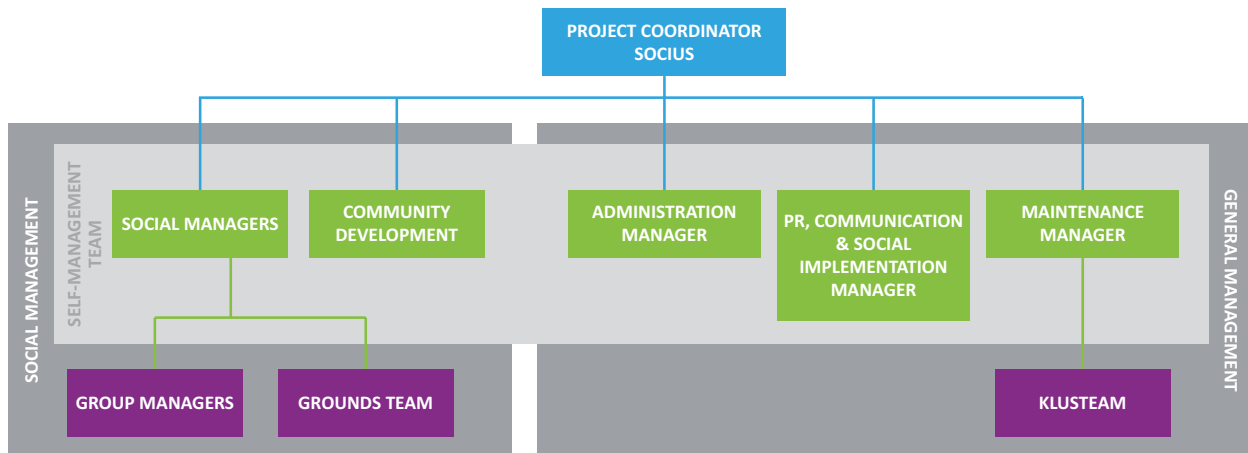 PROJECT COORDINATOR
SOCIUS
SOCIAL MANAGEMENT
SELF-MANAGEMENT
TEAM
SOCIAL MANAGERS
COMMUNITY
DEVELOPMENT
ADMINISTRATION
MANAGER
PR, COMMUNICATION
& SOCIAL
IMPLEMENTATION
MANAGER
MAINTENANCE
MANAGER
GENERAL MANAGEMENT
GROUP MANAGERS
GROUNDS TEAM
KLUSTEAM